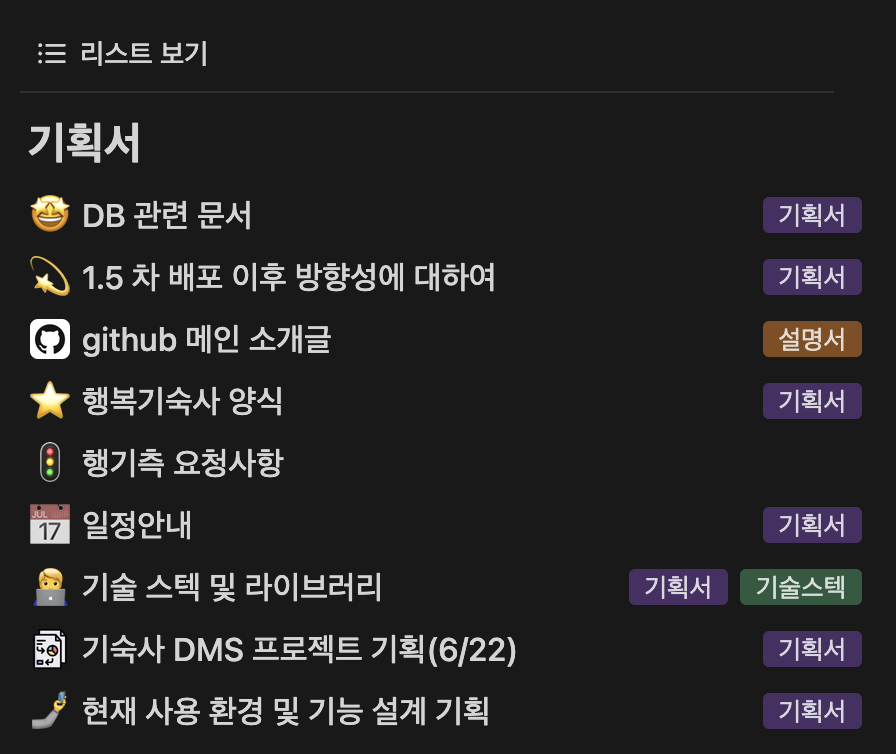 리스트 보기
기획서
DB 관련 문서 기획서
1.5 차 배포 이후 방향성에 대하여 기획서
github 메인 소개글 설명서
행복기숙사 양식 기획서
행기측 요청사항
JUL 17 일정안내 기획서
기술 스텍 및 라이브러리 기획서 기술스텍
기숙사 DMS 프로젝트 기획(6/22) 기획서
현재 사용 환경 및 기능 설계 기획 기획서